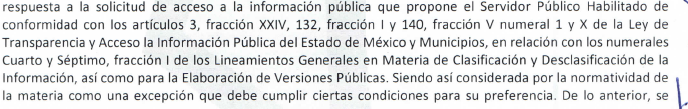 respuesta a la solicitud de acceso a la información pública que propone el Servidor Público Habilitado de
conformidad con los artículos 3, fracción XXIV, 132, fracción I y 140, fracción V numeral 1 y X de la Ley de
Transparencia y Acceso la Información Pública del Estado de México y Municipios, en relación con los numerales
Cuarto y Séptimo, fracción I de los Lineamientos Generales en Materia de Clasificación y Desclasificación de la
Información, así como para la Elaboración de Versiones Públicas. Siendo así considerada por la normatividad de
la materia como una excepción que debe cumplir ciertas condiciones para su preferencia. De lo anterior, se